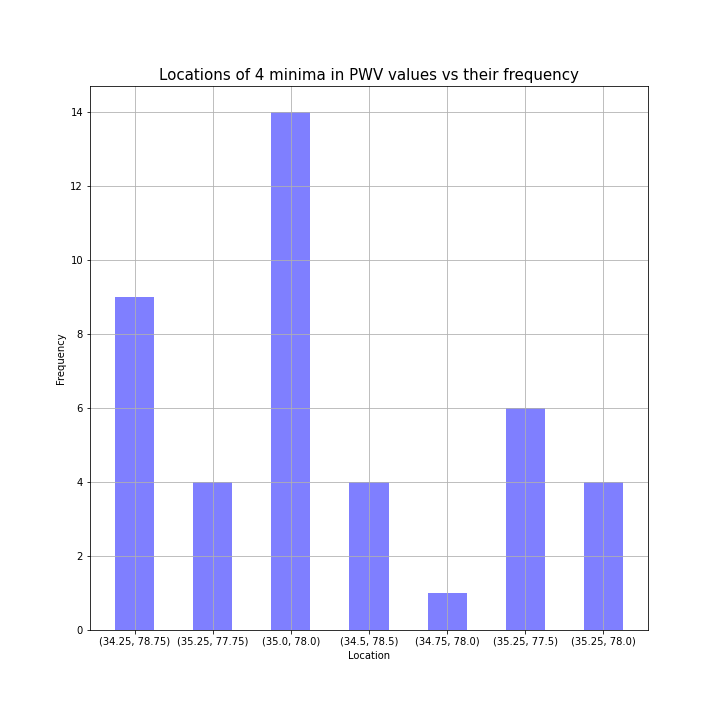 Locations of 4 minima in PWV values vs their frequency
14
12
10
8
6
4
2
0
Frequency
(34.25, 78.75) (35.25, 77.75) (35.0, 78.0) (34.5, 78.5) (34.75, 78.0) (35.25, 77.5) (35.25, 78.0)
Location